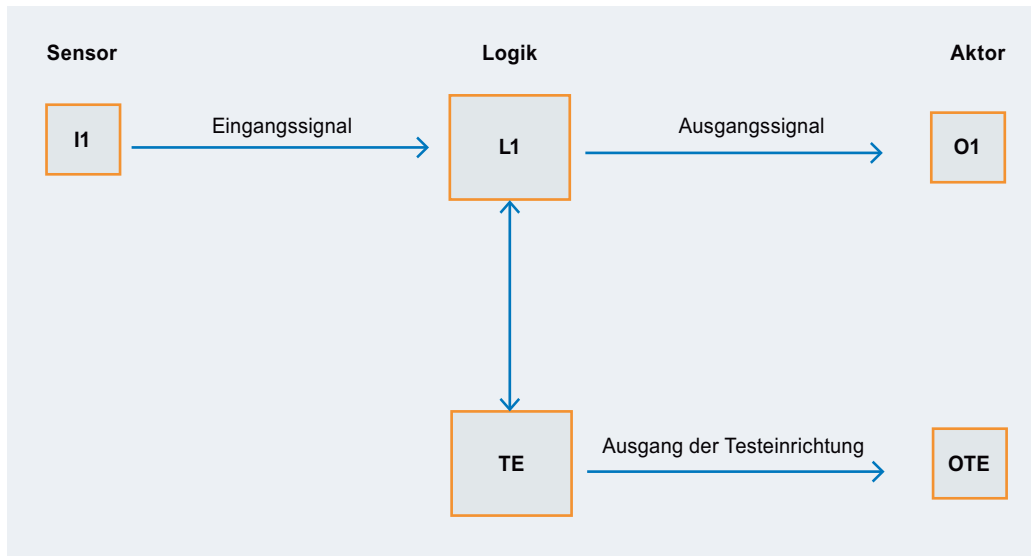 Sensor
Logik
Aktor
I1
Eingangssignal
L1
Ausgangssignal
O1
TE
Ausgang der Testeinrichtung
OTE